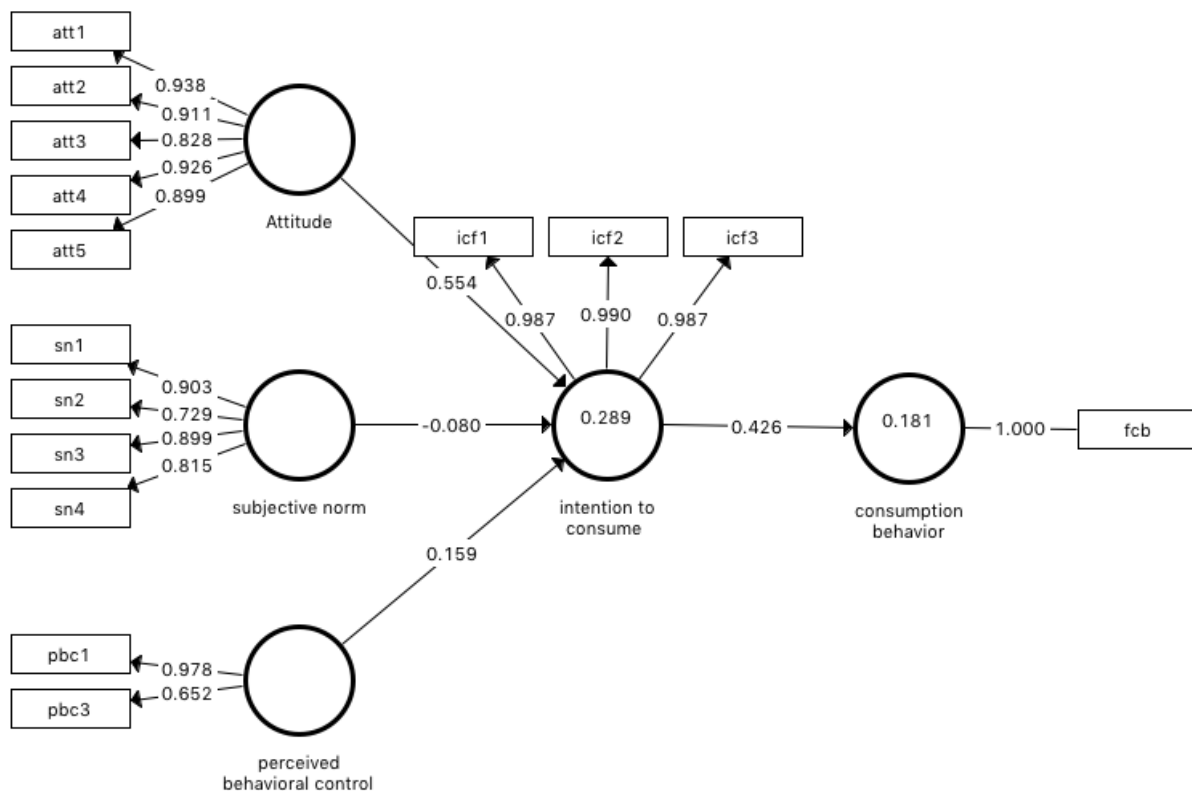 att1
0.938
att2
0.911
att3
0.828
0.926
att4
0.899
att5
Attitude
icf1
icf2
icf3
0.554
0.987
0.990
0.987
sn1
0.903
sn2
0.729
0.899
sn3
0.815
sn4
subjective norm
-0.080
0.289
0.426
0.181
1.000
fcb
intention to
consume
consumption
behavior
0.159
pbc1
0.978
0.652
pbc3
perceived
behavioral control